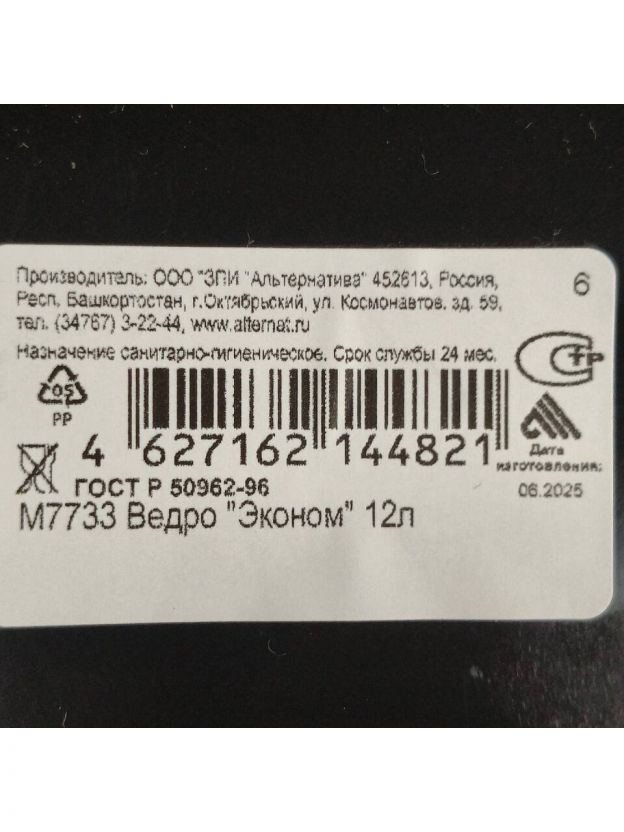 Производитель: ООО "ЗПИ "Альтернатива" 452613, Россия,
Респ, Башкортостан, г.Октябрьский, ул. Космонавтов. зд. 59,
тел. (34767) 3-22-44, www.alternat.ru
6
Назначение санитарно-гигиеническое. Срок службы 24 мес.
СТР
05
PP
4 627162 144821
Дата
изготовления:
06.2025
ГОСТ Р 50962-96
М7733 Ведро "Эконом" 12л